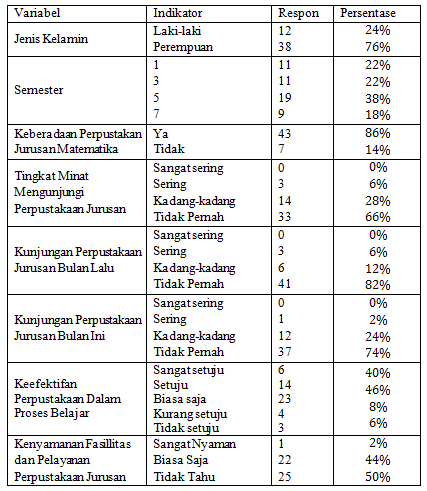 Variabel Indikator Respon Persentase
Jenis Kelamin Laki-laki 12 24%
Perempuan 38 76%
Semester 1 11 22%
3 11 22%
5 19 38%
7 9 18%
Keberadaan Perpustakan Ya 43 86%
Jurusan Matematika Tidak 7 14%
Tingkat Minat Sangat sering 0 0%
Mengunjungi Sering 3 6%
Perpustakaan Jurusan Kadang-kadang 14 28%
Tidak Pernah 33 66%
Kunjungan Perpustakaan Sangat sering 0 0%
Jurusan Bulan Lalu Sering 3 6%
Kadang-kadang 6 12%
Tidak Pernah 41 82%
Kunjungan Perpustakaan Sangat sering 0 0%
Jurusan Bulan Ini Sering 1 2%
Kadang-kadang 12 24%
Tidak Pernah 37 74%
Keefektifan Sangat setuju 6 40%
Perpustakaan Dalam Setuju 14 46%
Proses Belajar Biasa saja 23 8%
Kurang setuju 4 6%
Tidak setuju 3
Kenyamanan Fasillitas Sangat Nyaman 1 2%
dan Pelayanan Biasa Saja 22 44%
Perpustakaan Jurusan Tidak Tahu 25 50%